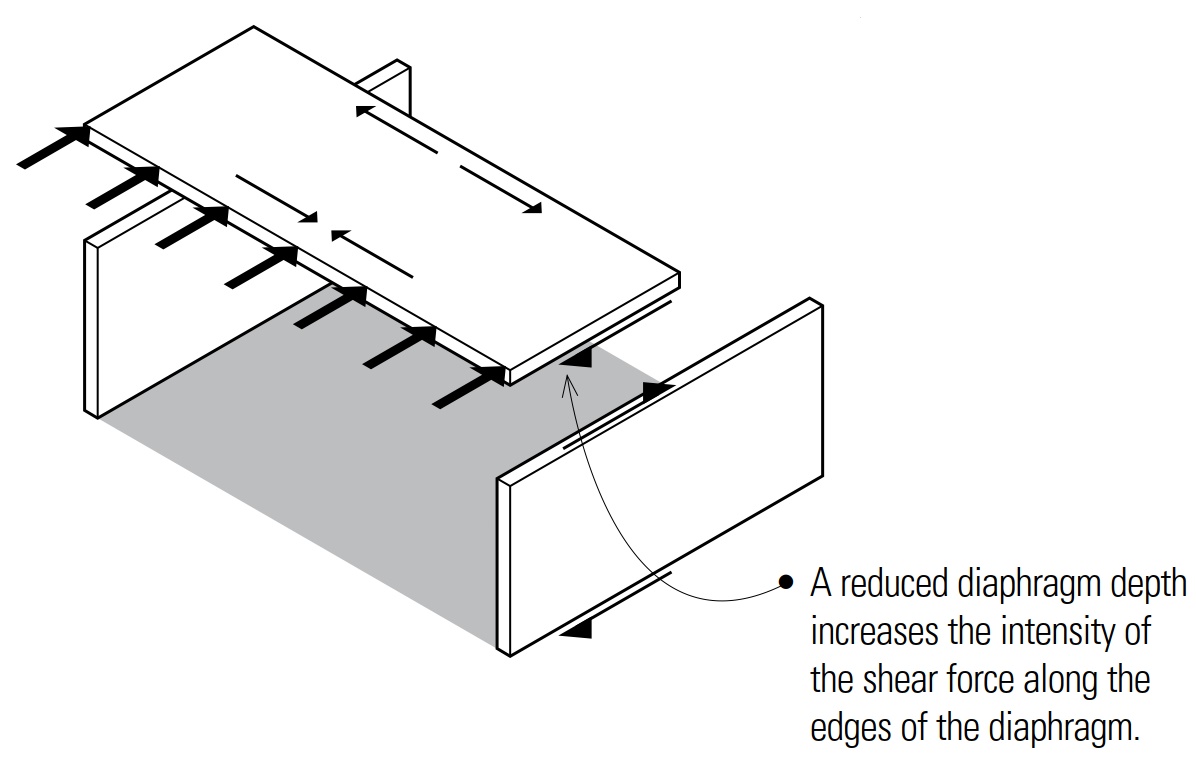 A reduced diaphragm depth
increases the intensity of
the shear force along the
edges of the diaphragm.